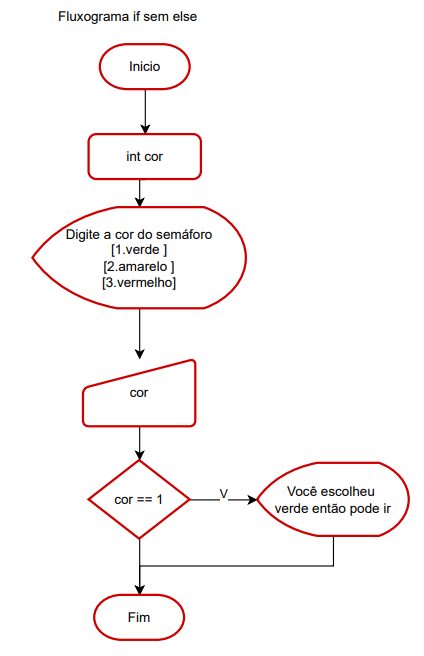 Fluxograma if sem else
Inicio
int cor
Digite a cor do semáforo
[1.verde ]
[2.amarelo ]
[3.vermelho]
cor
cor == 1
V
Você escolheu
verde então pode ir
Fim